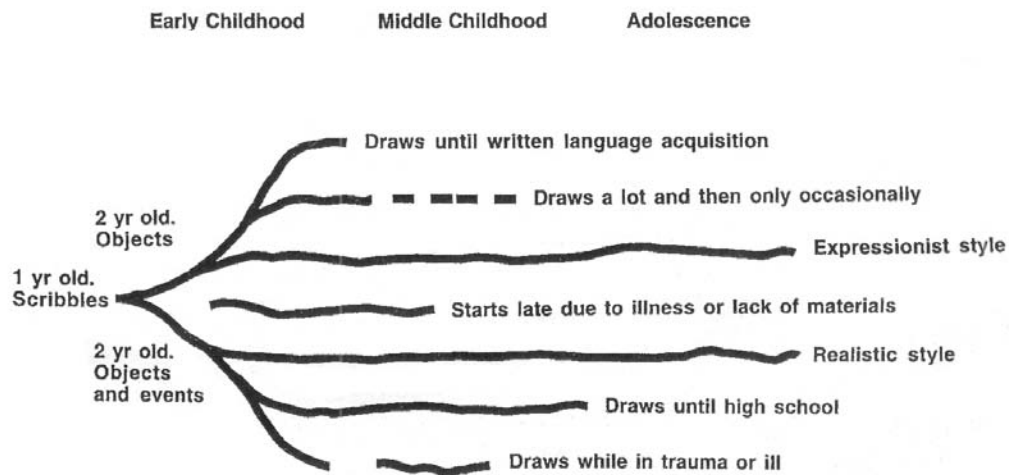 Early Childhood Middle Childhood Adolescence
Draws until written language acquisition
Draws a lot and then only occasionally
2 yr old.
Objects
Expressionist style
1 yr old.
Scribbles
Starts late due to illness or lack of materials
2 yr old.
Objects
and events
Realistic style
Draws until high school
Draws while in trauma or ill